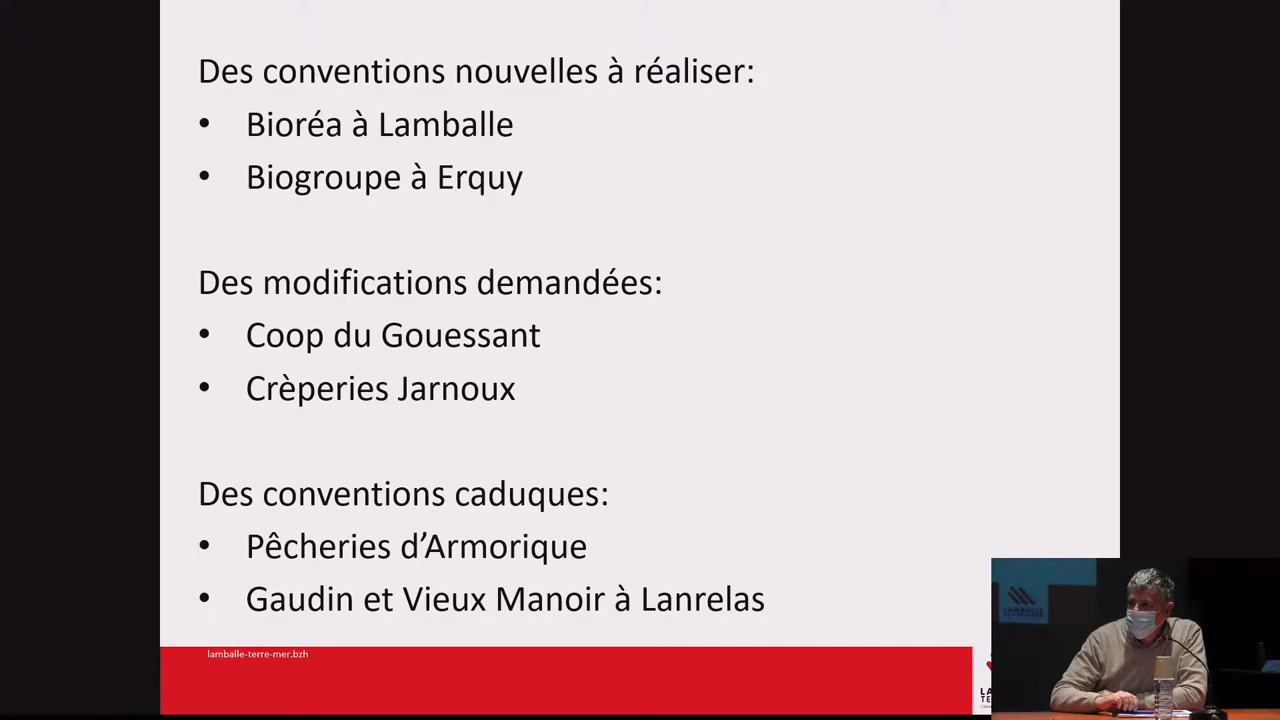 Des conventions nouvelles à réaliser:
• Bioréa à Lamballe
• Biogroupe à Erquy
Des modifications demandées:
• Coop du Gouessant
• Crèperies Jarnoux
Des conventions caduques:
• Pêcheries d’Armorique
• Gaudin et Vieux Manoir à Lanrelas
lamballe-terre-mer.bzh
LAMBALLE